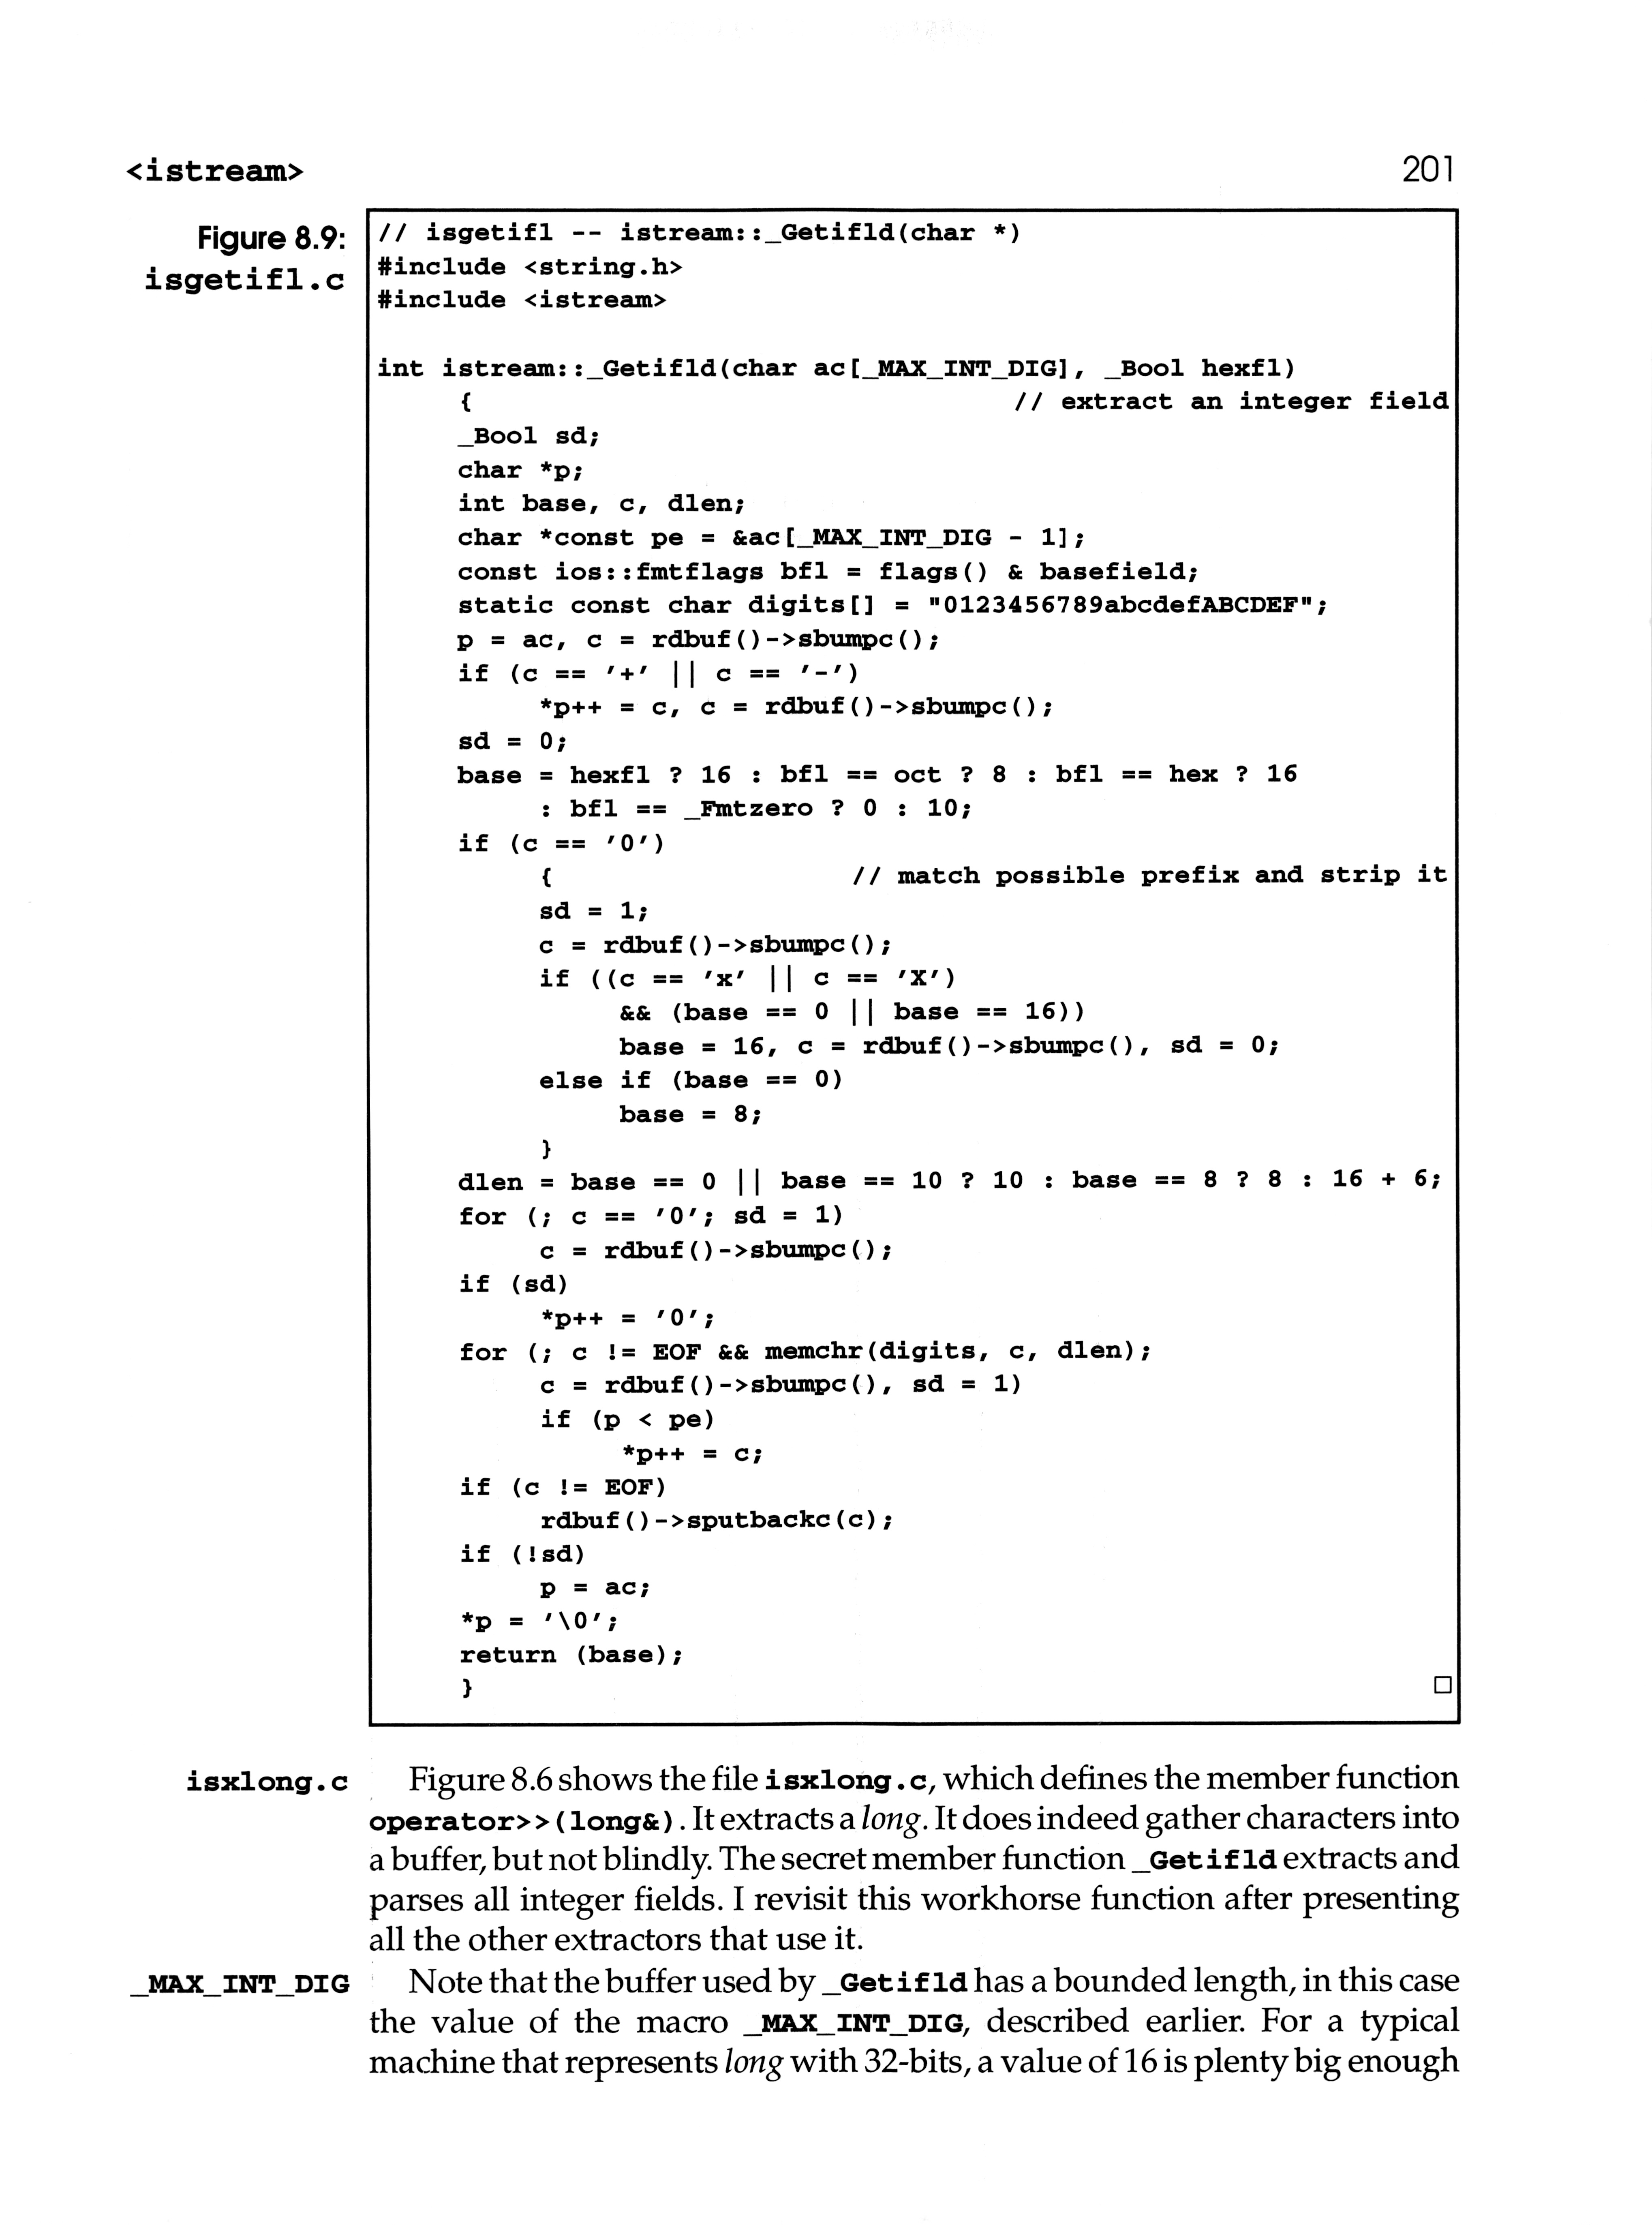 <istream>
201
Figure 8.9:
isgetifl.c
// isgetifl -- istream::_Getifld(char *)
#include <string.h>
#include <istream>
int istream::_Getifld(char ac[_MAX_INT_DIG], _Bool hexfl)
{ // extract an integer field
_Bool sd;
char *p;
int base, c, dlen;
char *const pe = &ac[_MAX_INT_DIG - 1];
const ios::fmtflags bfl = flags() & basefield;
static const char digits[] = "0123456789abcdefABCDEF";
p = ac, c = rdbuf()->sbumpc();
if (c == '+' || c == '-')
*p++ = c, c = rdbuf()->sbumpc();
sd = 0;
base = hexfl ? 16 : bfl == oct ? 8 : bfl == hex ? 16
: bfl == _Fmtzero ? 0 : 10;
if (c == '0')
{ // match possible prefix and strip it
sd = 1;
c = rdbuf()->sbumpc();
if ((c == 'x' || c == 'X')
&& (base == 0 || base == 16))
base = 16, c = rdbuf()->sbumpc(), sd = 0;
else if (base == 0)
base = 8;
}
dlen = base == 0 || base == 10 ? 10 : base == 8 ? 8 : 16 + 6;
for (; c == '0'; sd = 1)
c = rdbuf()->sbumpc();
if (sd)
*p++ = '0';
for (; c != EOF && memchr(digits, c, dlen);
c = rdbuf()->sbumpc(), sd = 1)
if (p < pe)
*p++ = c;
if (c != EOF)
rdbuf()->sputbackc(c);
if (!sd)
p = ac;
*p = '\0';
return (base);
}
□
isxlong.c
Figure 8.6 shows the file isxlong.c, which defines the member function
operator>>(long&). It extracts a long. It does indeed gather characters into
a buffer, but not blindly. The secret member function _Getifld extracts and
parses all integer fields. I revisit this workhorse function after presenting
all the other extractors that use it.
_MAX_INT_DIG
Note that the buffer used by _Getifld has a bounded length, in this case
the value of the macro _MAX_INT_DIG, described earlier. For a typical
machine that represents long with 32-bits, a value of 16 is plenty big enough